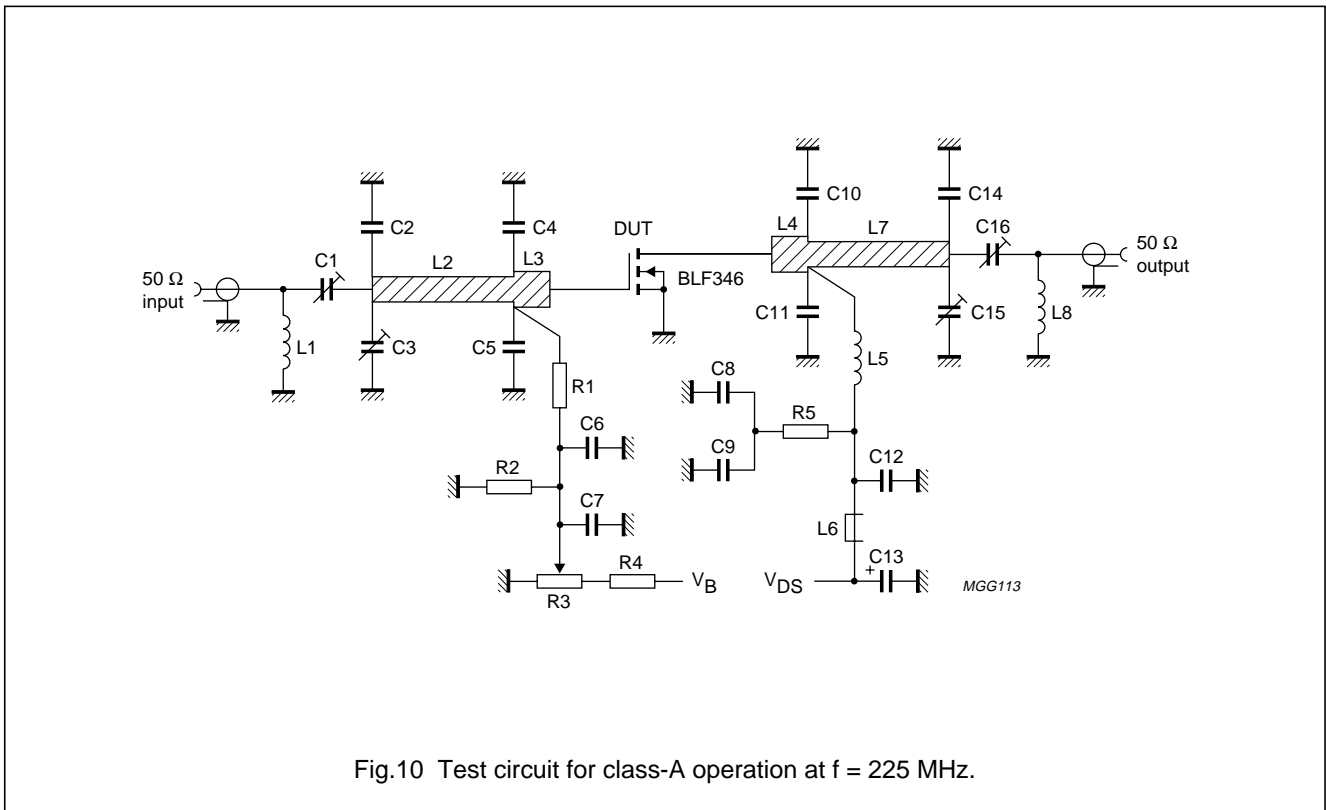 C10
C14
L4
L7
C16
50 Ω
output
C2
C4
DUT
C1
L2
L3
BLF346
50 Ω
input
L1
C3
C5
C11
C15
L8
L5
R1
C8
R5
C6
C9
C12
R2
C7
L6
R4
V_B
V_DS
+
C13
R3
MGG113
Fig.10 Test circuit for class-A operation at f = 225 MHz.